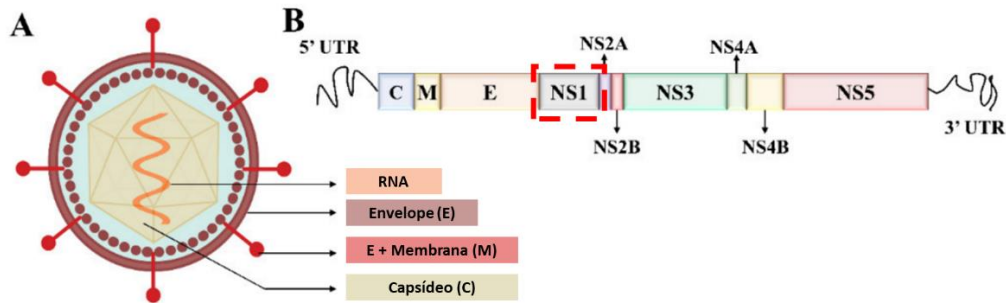 A
B
5' UTR
NS2A
NS4A
C
M
E
NS1
NS3
NS5
NS2B
NS4B
3' UTR
RNA
Envelope (E)
E + Membrana (M)
Capsídeo (C)